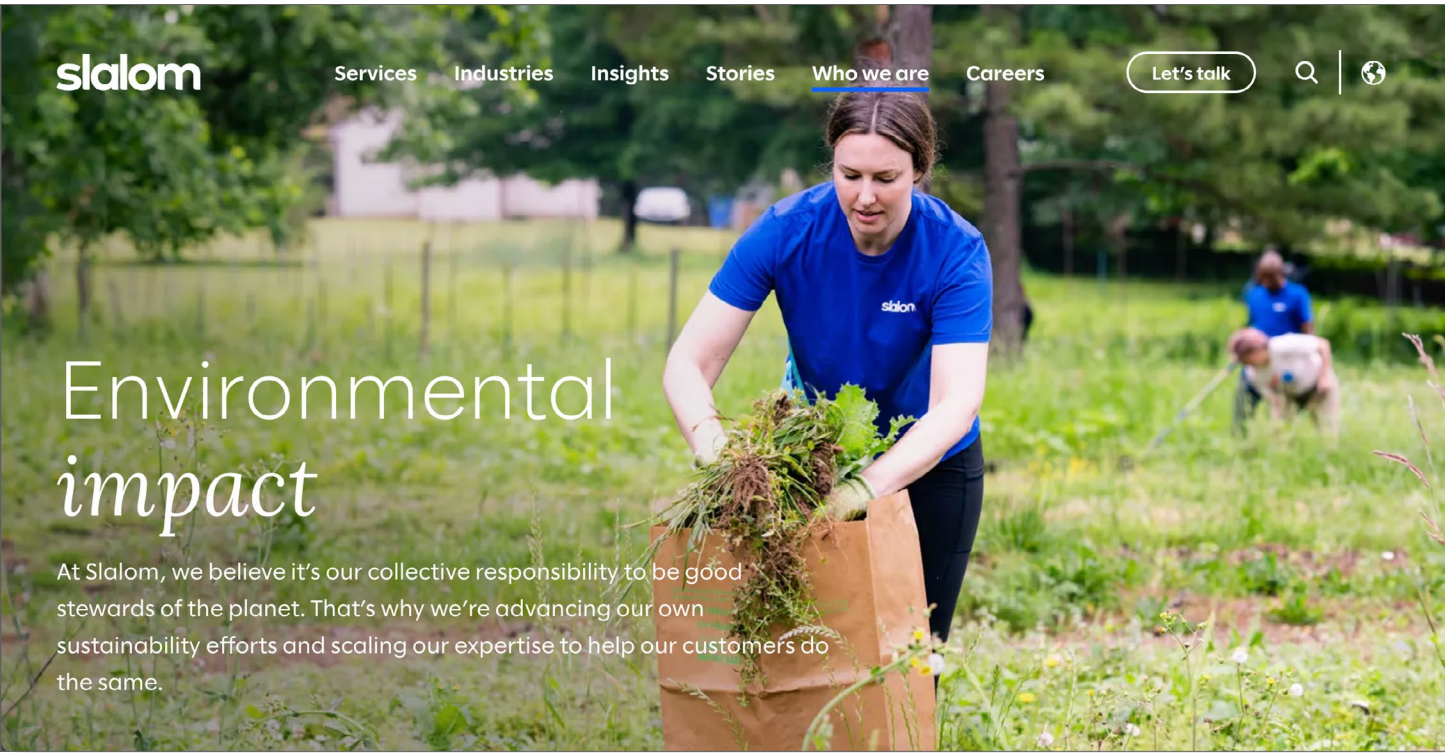 slalom
Services Industries Insights Stories Who we are Careers Let's talk
slalom
Environmental
impact
At Slalom, we believe it's our collective responsibility to be good
stewards of the planet. That's why we're advancing our own
sustainability efforts and scaling our expertise to help our customers do
the same.